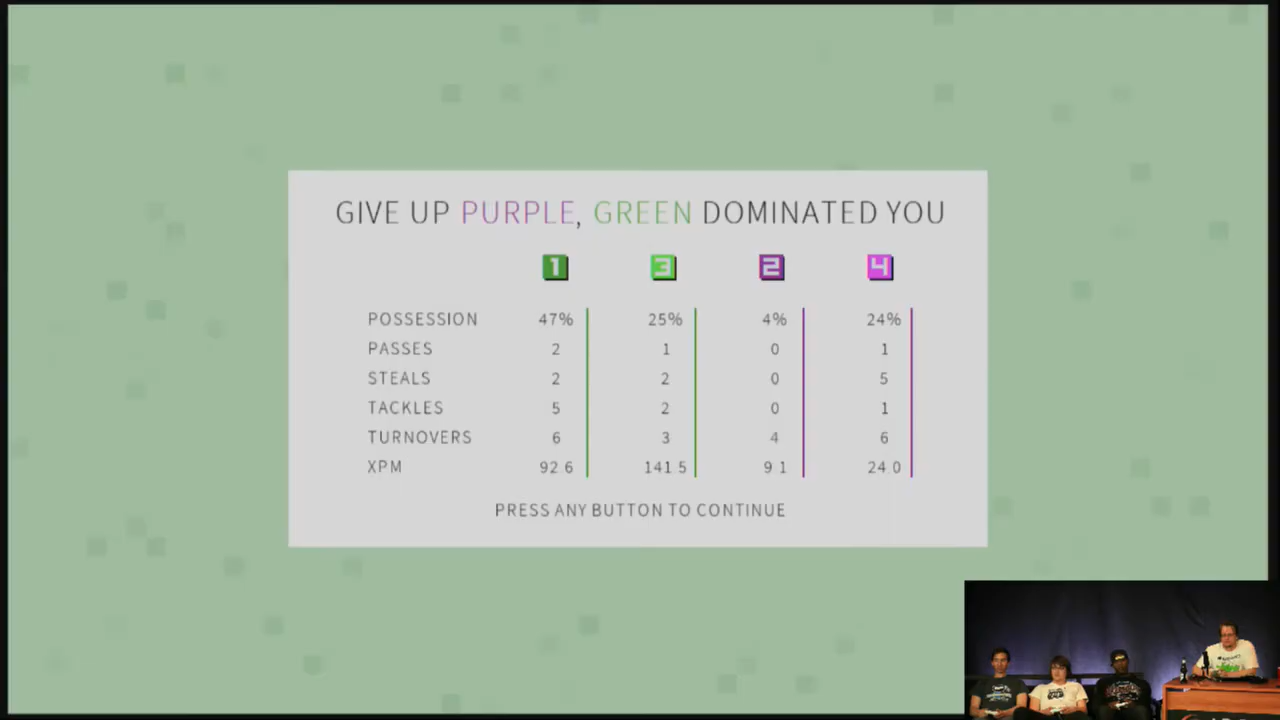 GIVE UP PURPLE, GREEN DOMINATED YOU
1 3 2 4
POSSESSION 47% 25% 4% 24%
PASSES 2 1 0 1
STEALS 2 2 0 5
TACKLES 5 2 0 1
TURNOVERS 6 3 4 6
XPM 92.6 141.5 9.1 24.0
PRESS ANY BUTTON TO CONTINUE